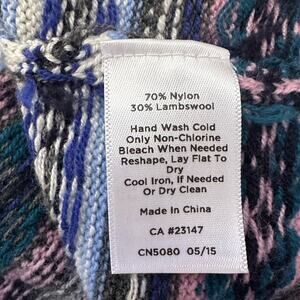 70% Nylon
30% Lambswool
Hand Wash Cold
Only Non-Chlorine
Bleach When Needed
Reshape, Lay Flat To
Dry
Cool Iron, If Needed
Or Dry Clean
Made In China
CA #23147
CN5080 05/15